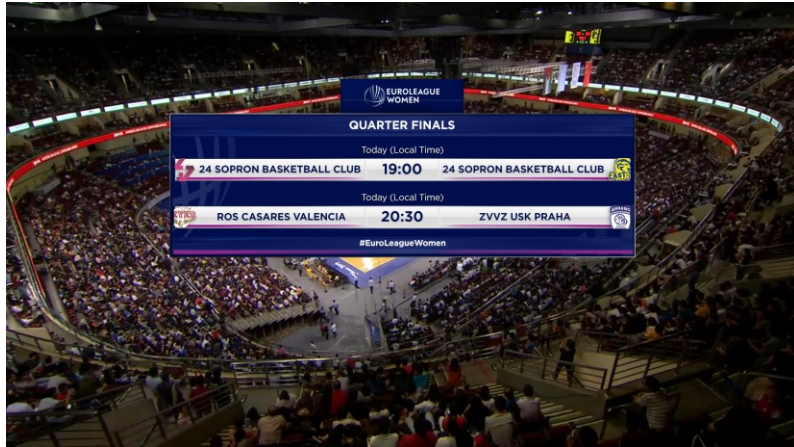 EUROLEAGUE
WOMEN
QUARTER FINALS
Today (Local Time)
24 SOPRON BASKETBALL CLUB 19:00 24 SOPRON BASKETBALL CLUB
Today (Local Time)
ROS CASARES VALENCIA 20:30 ZVVZ USK PRAHA
#EuroLeagueWomen